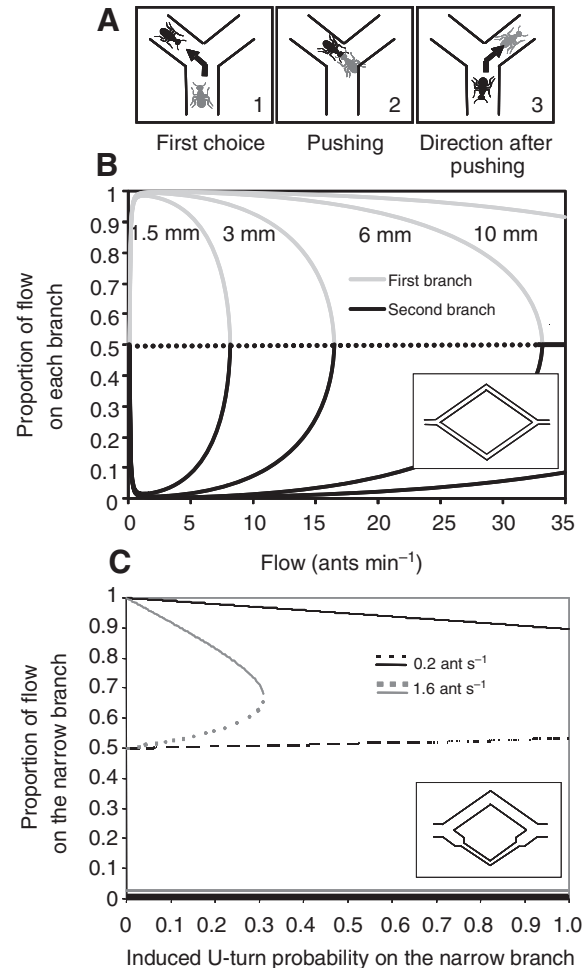 A
1
2
3
First choice
Pushing
Direction after
pushing
B
Proportion of flow
on each branch
1
0.9
0.8
0.7
0.6
0.5
0.4
0.3
0.2
0.1
0
1.5 mm
3 mm
6 mm
10 mm
First branch
Second branch
0
5
10
15
20
25
30
35
Flow (ants min⁻¹)
C
Proportion of flow
on the narrow branch
1
0.9
0.8
0.7
0.6
0.5
0.4
0.3
0.2
0.1
0
0.2 ant s⁻¹
1.6 ant s⁻¹
0
0.1
0.2
0.3
0.4
0.5
0.6
0.7
0.8
0.9
1.0
Induced U-turn probability on the narrow branch